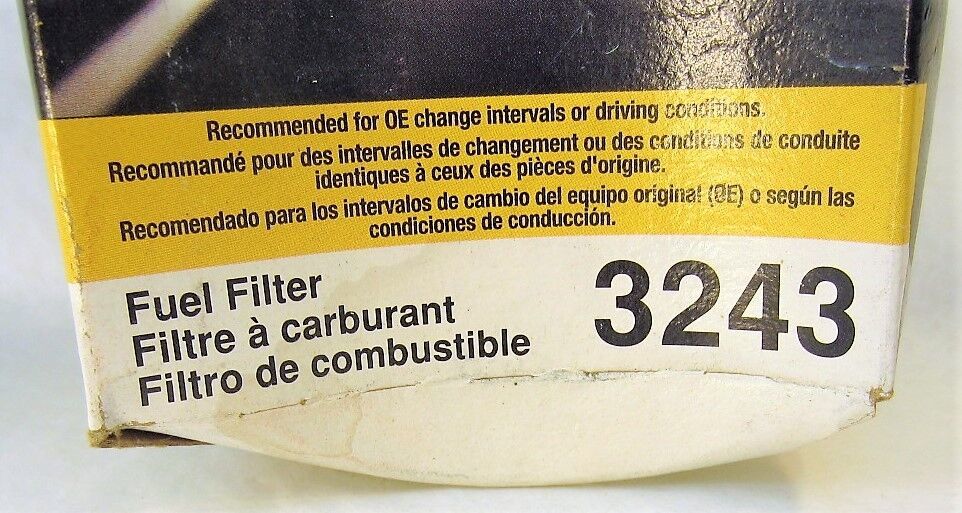 Recommended for OE change intervals or driving conditions.
Recommandé pour des intervalles de changement ou des conditions de conduite
identiques à ceux des pièces d'origine.
Recomendado para los intervalos de cambio del equipo original (OE) o según las
condiciones de conducción.
Fuel Filter
Filtre à carburant
Filtro de combustible
3243